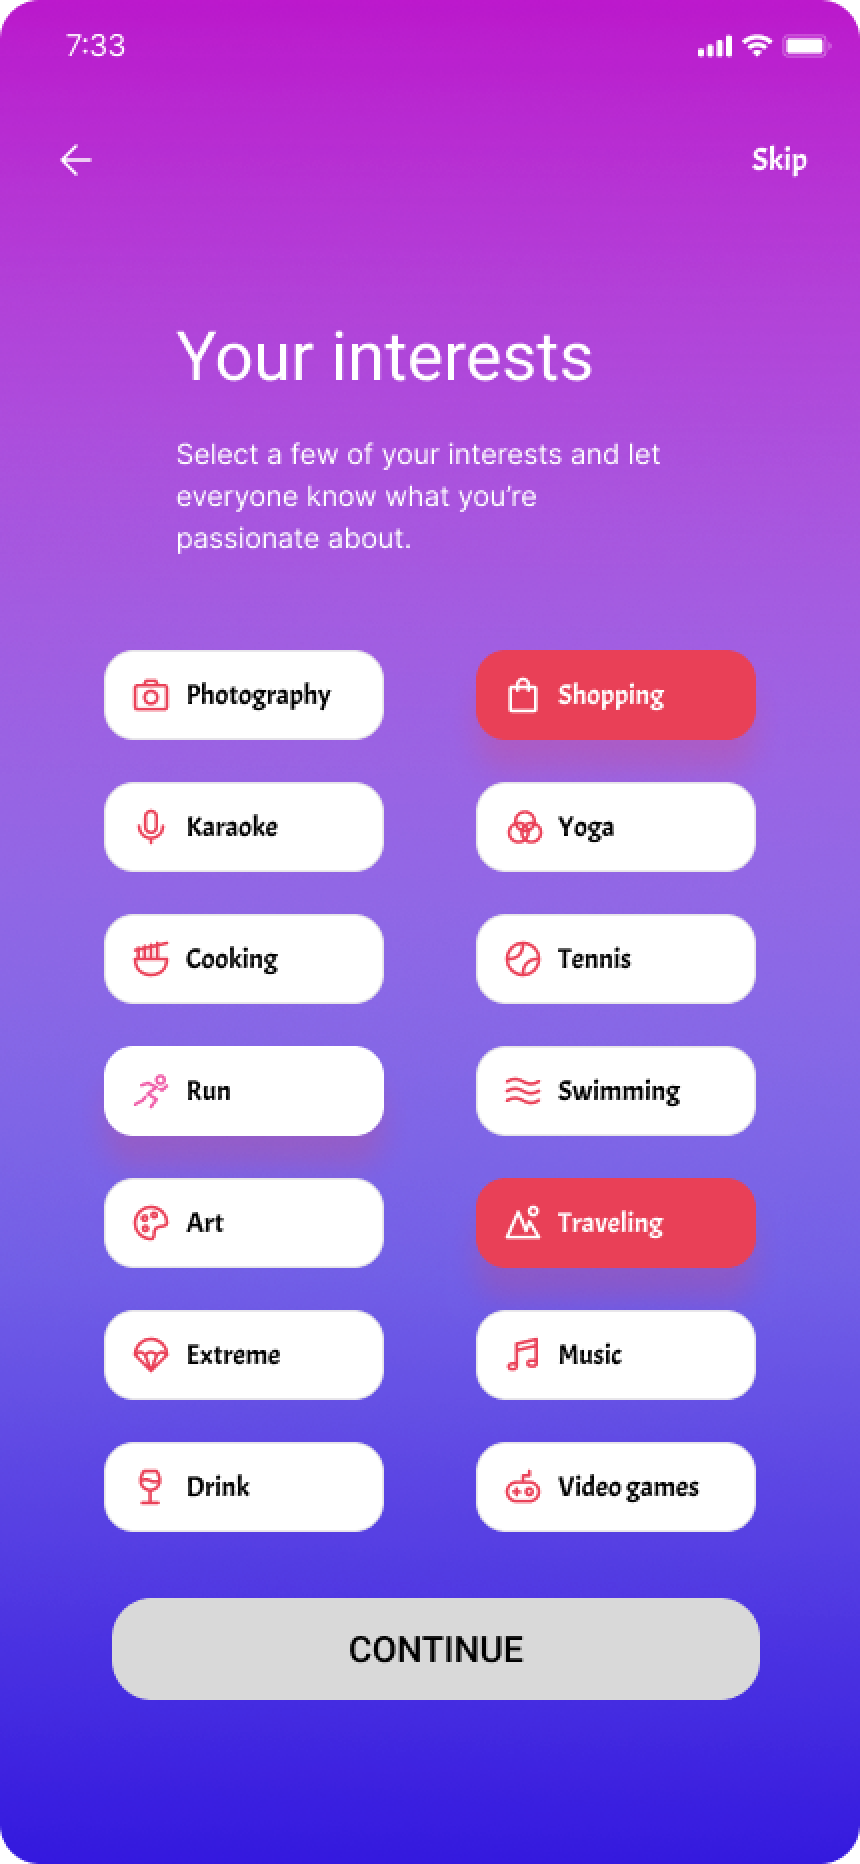 7:33
Skip
Your interests
Select a few of your interests and let
everyone know what you’re
passionate about.
Photography
Shopping
Karaoke
Yoga
Cooking
Tennis
Run
Swimming
Art
Traveling
Extreme
Music
Drink
Video games
CONTINUE